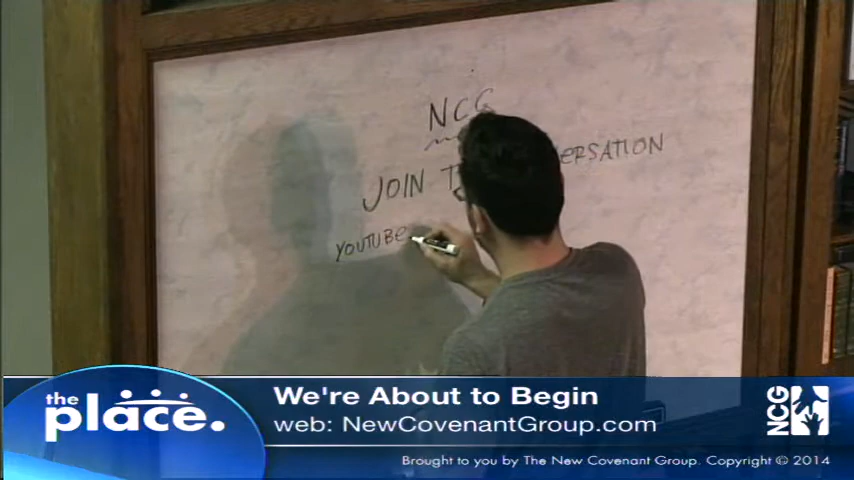 NCG
JOIN
YOUTUBE
the place.
We're About to Begin
web: NewCovenantGroup.com
NCG
Brought to you by The New Covenant Group. Copyright © 2014